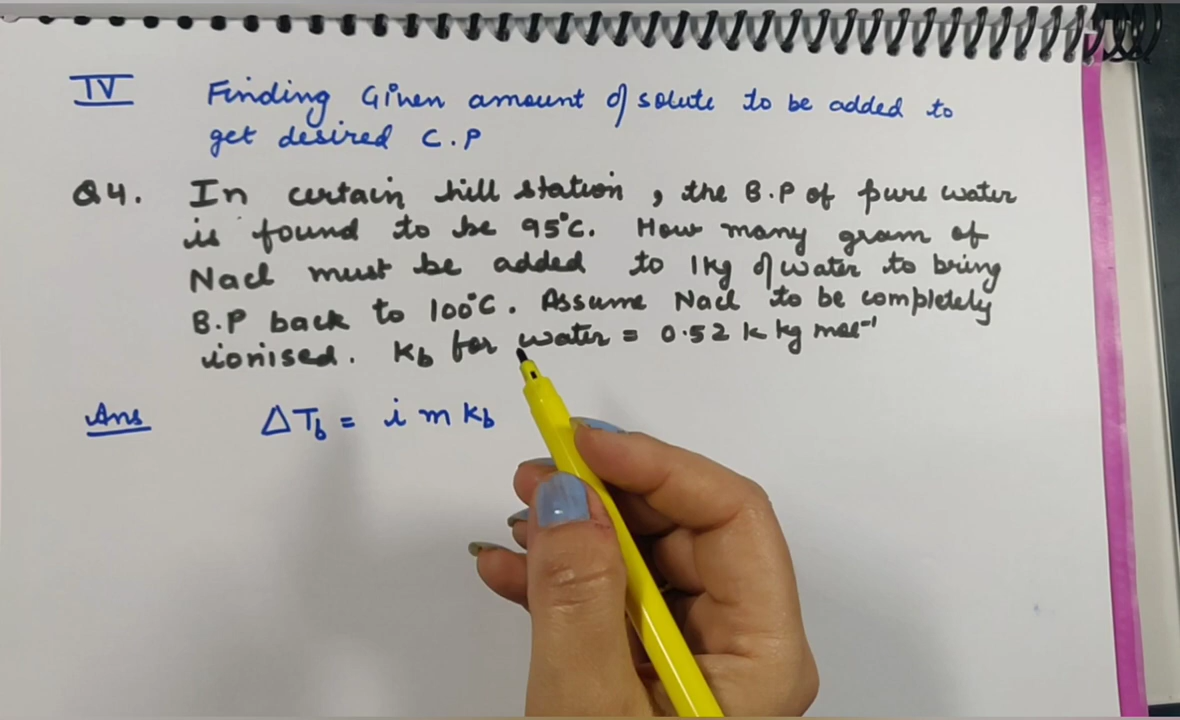 IV Finding Given amount of solute to be added to
get desired C.P
Q4. In certain hill station, the B.P of pure water
is found to be 95°C. How many gram of
Nacl must be added to 1kg of water to bring
B.P back to 100°C. Assume Nacl to be completely
ionised. Kb for water = 0.52 K kg mol⁻¹
Ans ΔTb = i m Kb